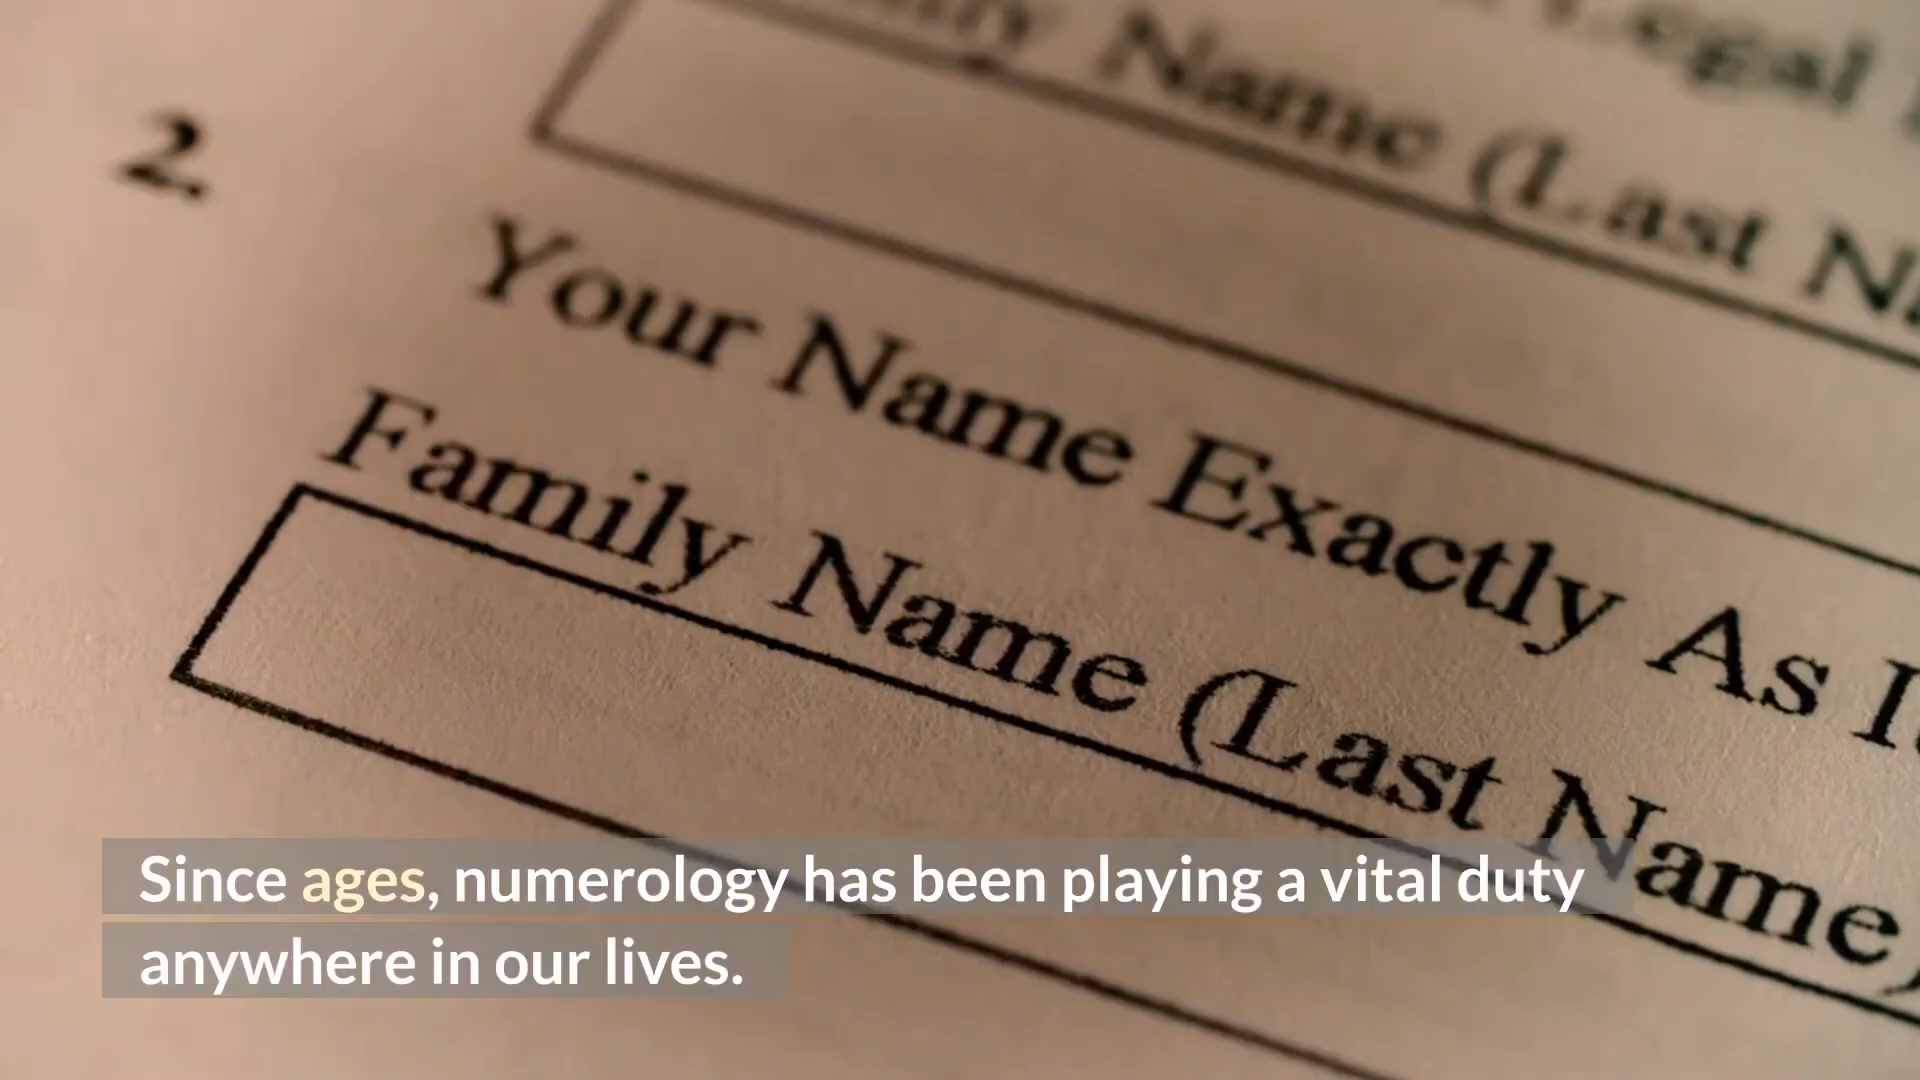 Legal
Name (Last
2.
Your Name Exactly As
Family Name (Last Name)
Since ages, numerology has been playing a vital duty
anywhere in our lives.